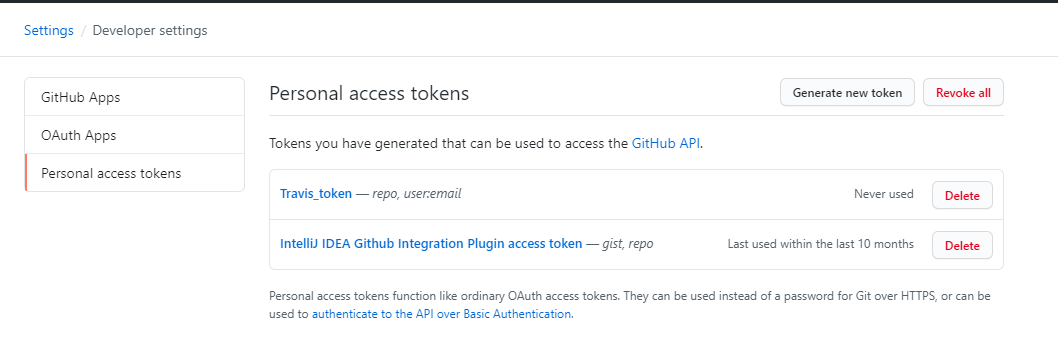 Settings / Developer settings
GitHub Apps
OAuth Apps
Personal access tokens
Personal access tokens
Generate new token
Revoke all
Tokens you have generated that can be used to access the GitHub API.
Travis_token — repo, user:email
Never used
Delete
IntelliJ IDEA Github Integration Plugin access token — gist, repo
Last used within the last 10 months
Delete
Personal access tokens function like ordinary OAuth access tokens. They can be used instead of a password for Git over HTTPS, or can be
used to authenticate to the API over Basic Authentication.